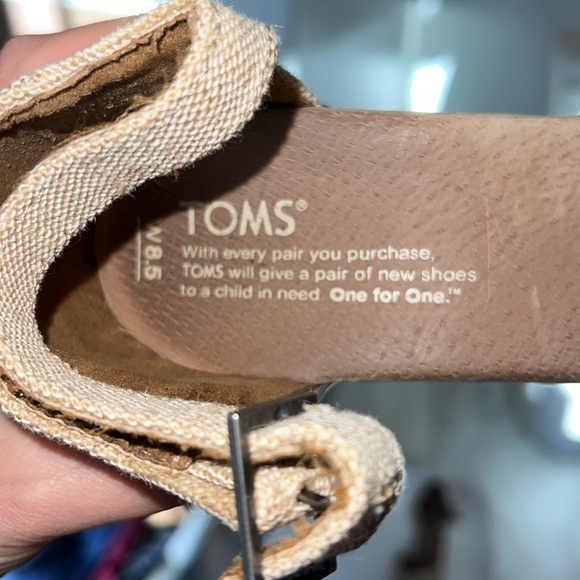 TOMS®
With every pair you purchase,
TOMS will give a pair of new shoes
to a child in need One for One.™
W8.5